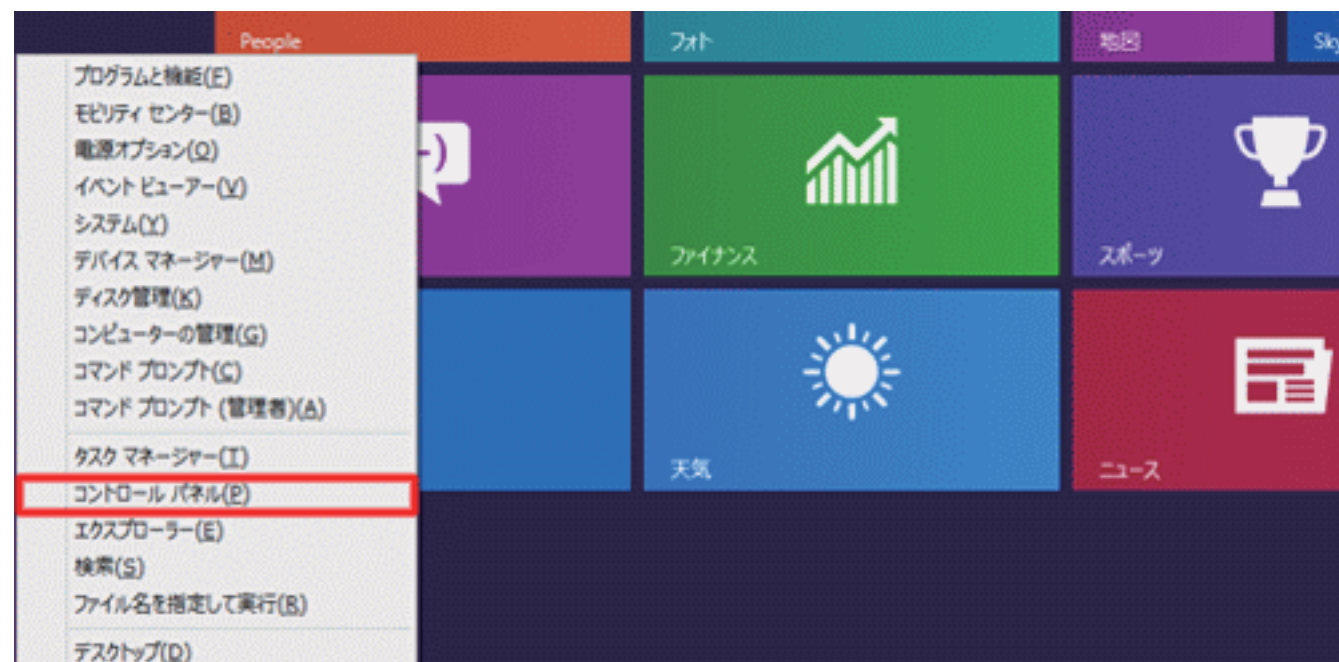 People
フォト
地図
Sky
プログラムと機能(F)
モビリティ センター(B)
電源オプション(O)
イベント ビューアー(V)
システム(Y)
デバイス マネージャー(M)
ディスク管理(K)
コンピューターの管理(G)
コマンド プロンプト(C)
コマンド プロンプト (管理者)(A)
タスク マネージャー(T)
コントロール パネル(P)
エクスプローラー(E)
検索(S)
ファイル名を指定して実行(R)
デスクトップ(D)
ファイナンス
スポーツ
天気
ニュース